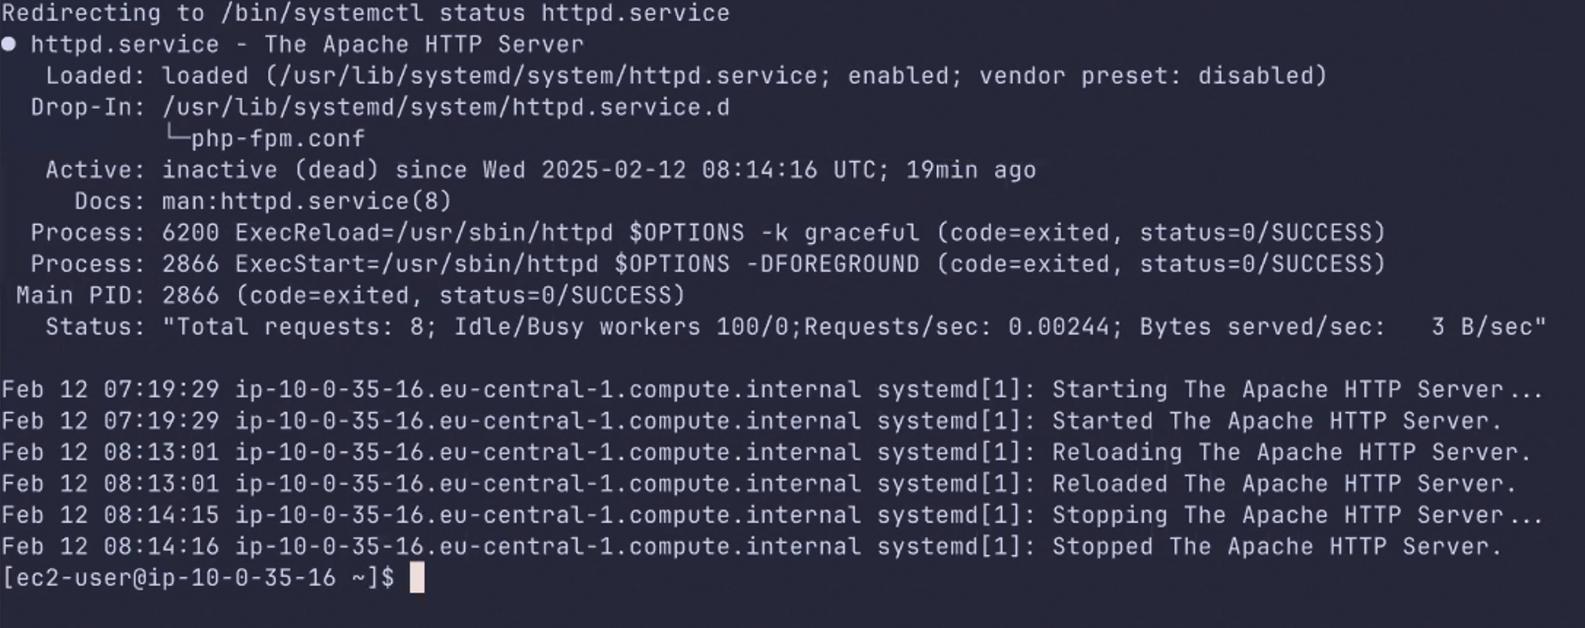 Redirecting to /bin/systemctl status httpd.service
● httpd.service - The Apache HTTP Server
   Loaded: loaded (/usr/lib/systemd/system/httpd.service; enabled; vendor preset: disabled)
  Drop-In: /usr/lib/systemd/system/httpd.service.d
           └─php-fpm.conf
   Active: inactive (dead) since Wed 2025-02-12 08:14:16 UTC; 19min ago
     Docs: man:httpd.service(8)
  Process: 6200 ExecReload=/usr/sbin/httpd $OPTIONS -k graceful (code=exited, status=0/SUCCESS)
  Process: 2866 ExecStart=/usr/sbin/httpd $OPTIONS -DFOREGROUND (code=exited, status=0/SUCCESS)
 Main PID: 2866 (code=exited, status=0/SUCCESS)
   Status: "Total requests: 8; Idle/Busy workers 100/0;Requests/sec: 0.00244; Bytes served/sec:   3 B/sec"

Feb 12 07:19:29 ip-10-0-35-16.eu-central-1.compute.internal systemd[1]: Starting The Apache HTTP Server...
Feb 12 07:19:29 ip-10-0-35-16.eu-central-1.compute.internal systemd[1]: Started The Apache HTTP Server.
Feb 12 08:13:01 ip-10-0-35-16.eu-central-1.compute.internal systemd[1]: Reloading The Apache HTTP Server.
Feb 12 08:13:01 ip-10-0-35-16.eu-central-1.compute.internal systemd[1]: Reloaded The Apache HTTP Server.
Feb 12 08:14:15 ip-10-0-35-16.eu-central-1.compute.internal systemd[1]: Stopping The Apache HTTP Server...
Feb 12 08:14:16 ip-10-0-35-16.eu-central-1.compute.internal systemd[1]: Stopped The Apache HTTP Server.
[ec2-user@ip-10-0-35-16 ~]$